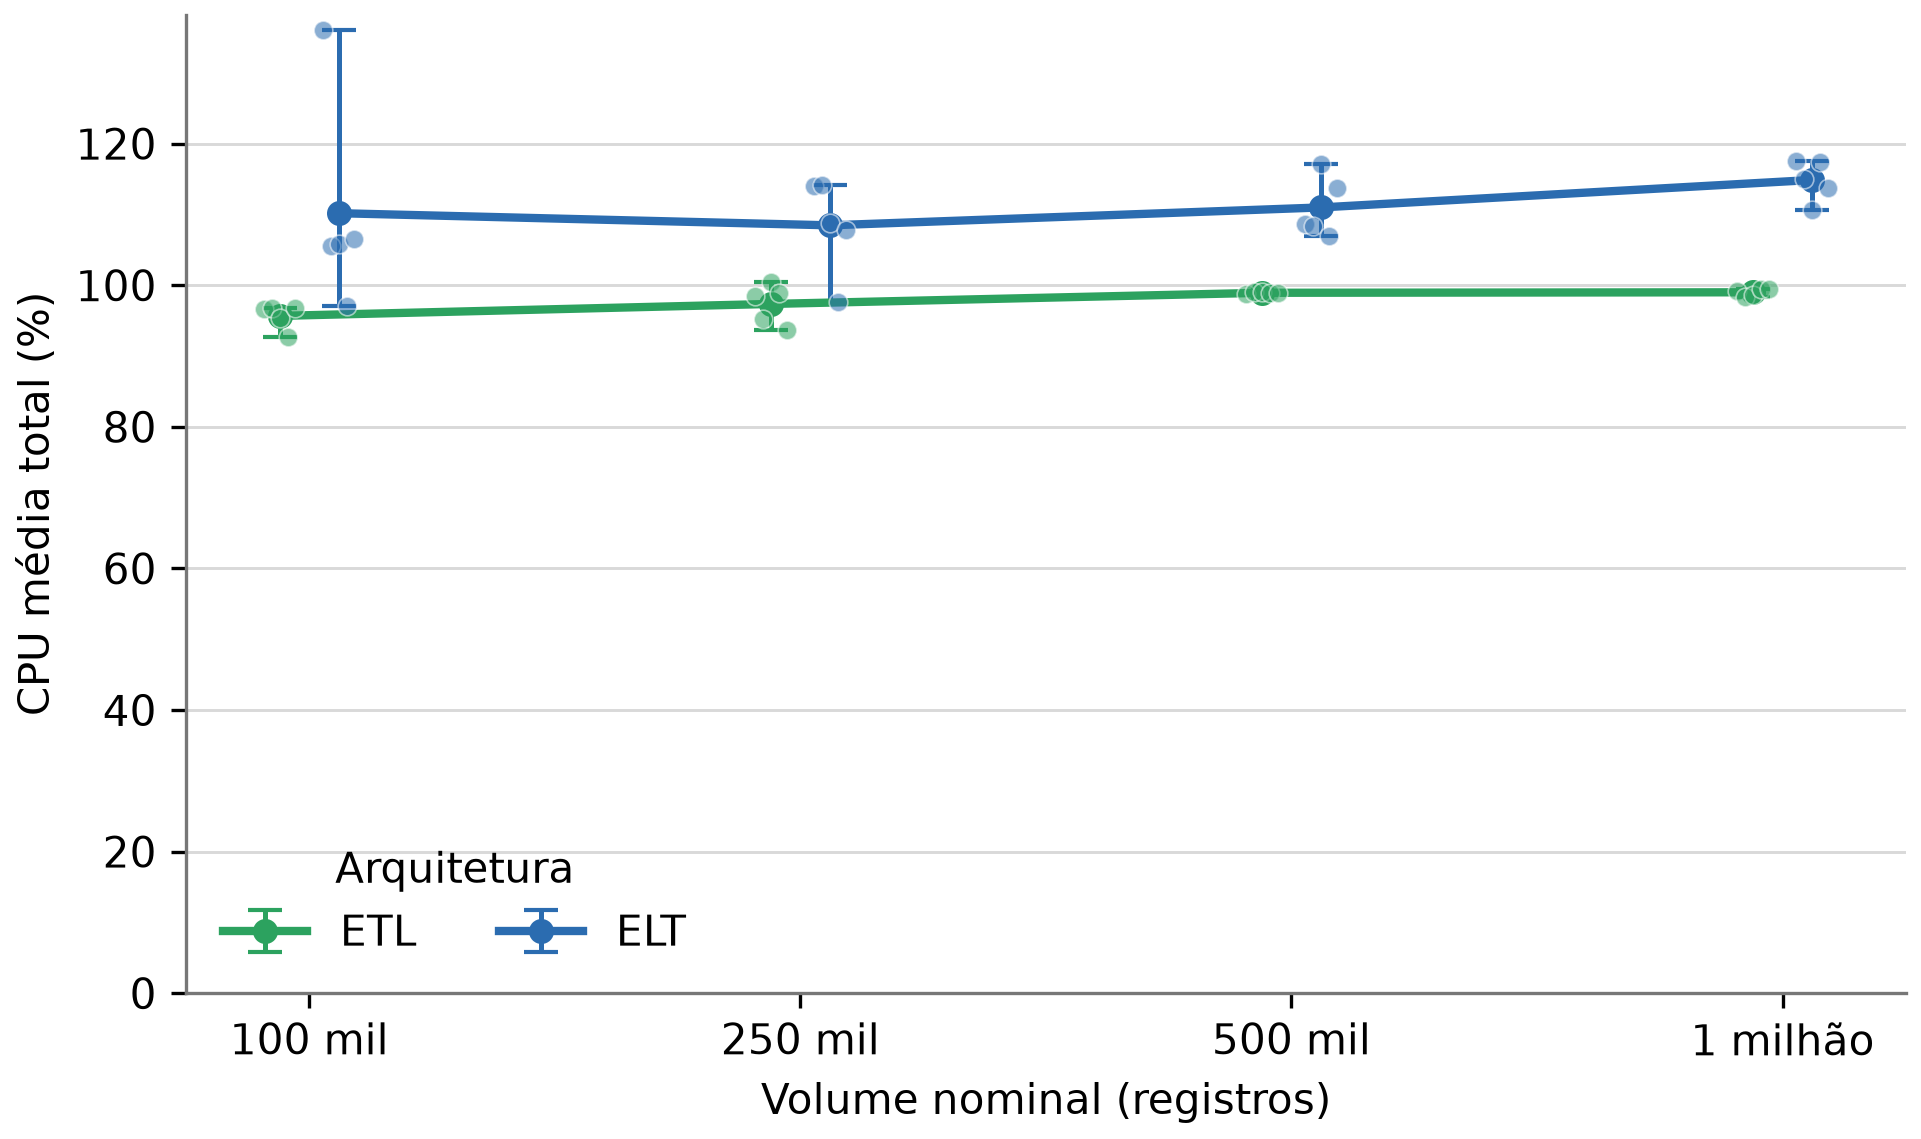 CPU média total (%)
120
100
80
60
40
20
0
Arquitetura
ETL ELT
100 mil 250 mil 500 mil 1 milhão
Volume nominal (registros)